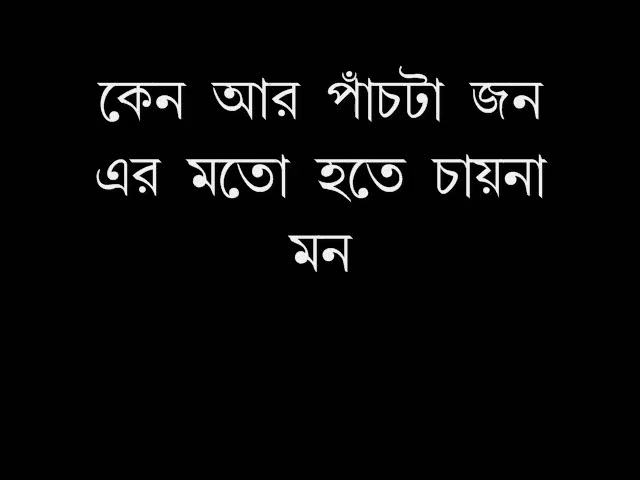 কেন আর পাঁচটা জন
এর মতো হতে চায়না
মন